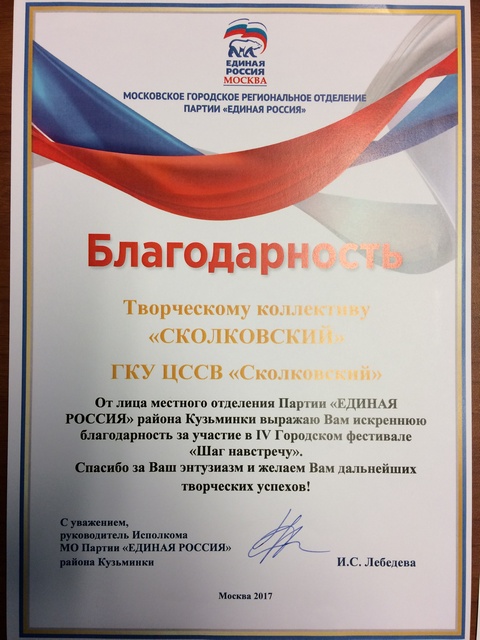 ЕДИНАЯ
РОССИЯ
МОСКВА
МОСКОВСКОЕ ГОРОДСКОЕ РЕГИОНАЛЬНОЕ ОТДЕЛЕНИЕ
ПАРТИИ «ЕДИНАЯ РОССИЯ»
Благодарность
Творческому коллективу
«СКОЛКОВСКИЙ»
ГКУ ЦССВ «Сколковский»
От лица местного отделения Партии «ЕДИНАЯ
РОССИЯ» района Кузьминки выражаю Вам искреннюю
благодарность за участие в IV Городском фестивале
«Шаг навстречу».
Спасибо за Ваш энтузиазм и желаем Вам дальнейших
творческих успехов!
С уважением,
руководитель Исполкома
МО Партии «ЕДИНАЯ РОССИЯ»
района Кузьминки
И.С. Лебедева
Москва 2017